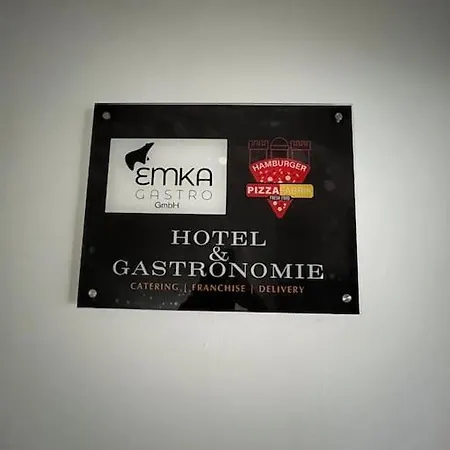 EMKA
GASTRO
GmbH
HAMBURGER
PIZZAFABRIK
FRESH FOOD
HOTEL
&
GASTRONOMIE
CATERING | FRANCHISE | DELIVERY